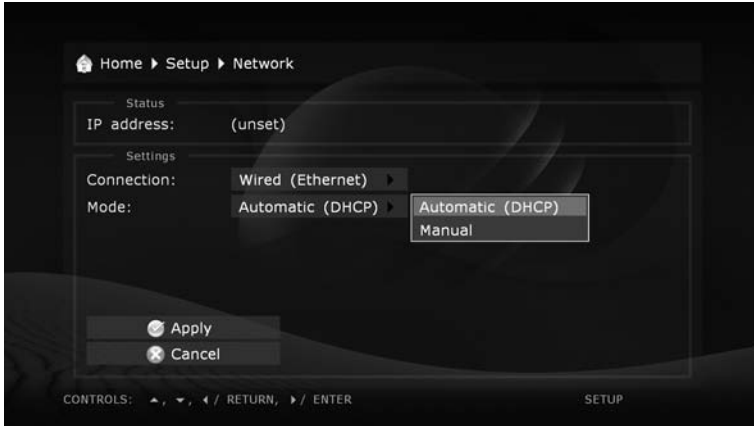 Home ▶ Setup ▶ Network
Status
IP address: (unset)
Settings
Connection: Wired (Ethernet)
Mode: Automatic (DHCP) Automatic (DHCP)
Manual
Apply
Cancel
CONTROLS: ▲, ▼, ◀/ RETURN, ▶/ ENTER SETUP